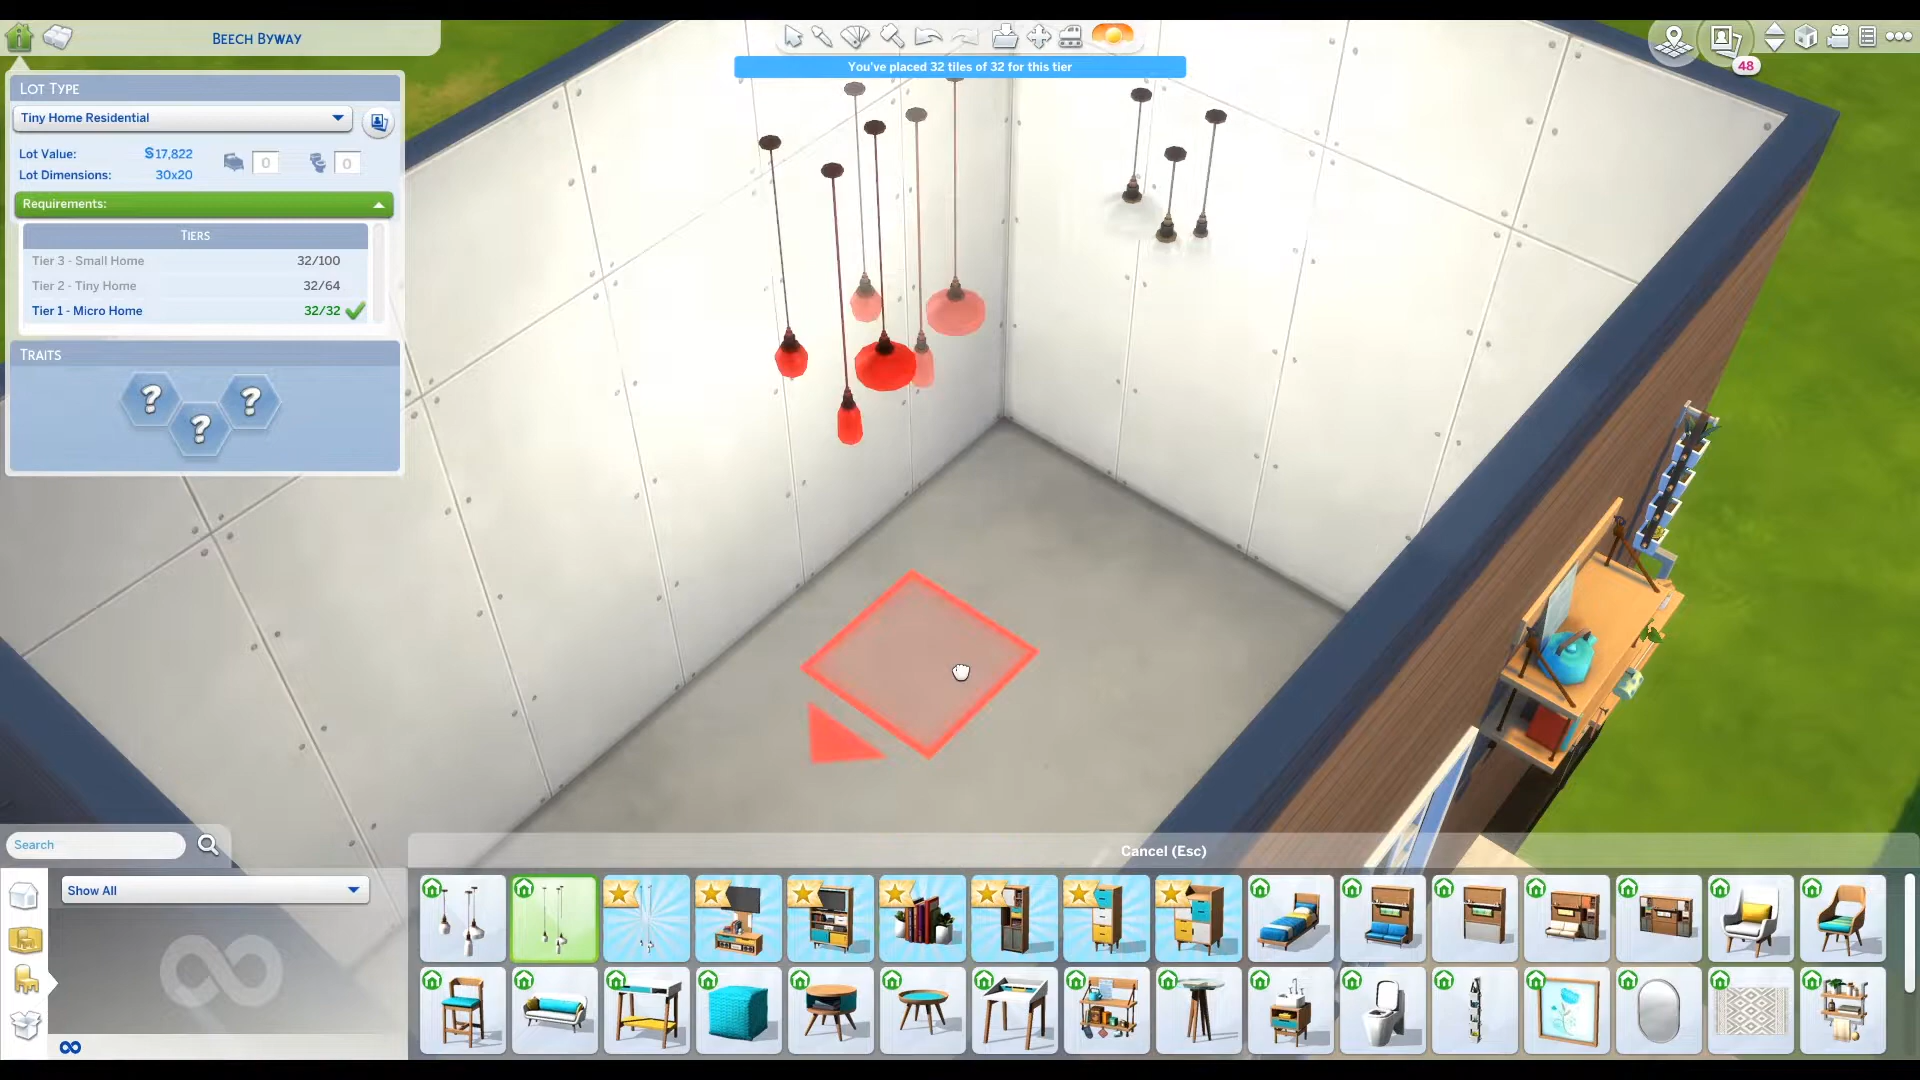 BEECH BYWAY
You've placed 32 tiles of 32 for this tier
48
LOT TYPE
Tiny Home Residential
Lot Value: §17,822 0 0
Lot Dimensions: 30x20
Requirements:
TIERS
Tier 3 - Small Home 32/100
Tier 2 - Tiny Home 32/64
Tier 1 - Micro Home 32/32
TRAITS
? ? ?
Search
Cancel (Esc)
Show All